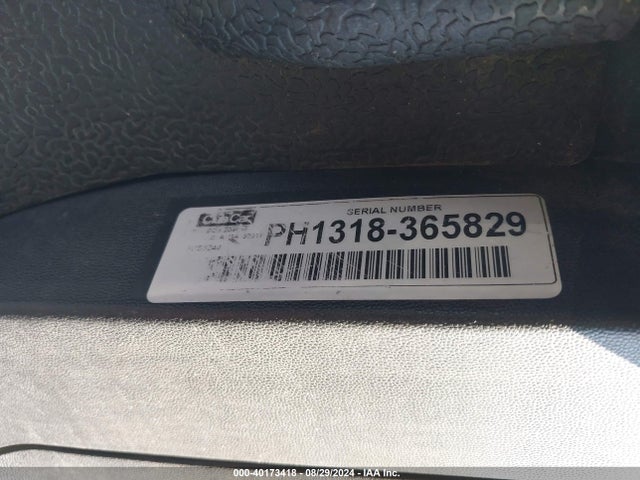 SERIAL NUMBER
PH1318-365829
000-40173418 - 08/29/2024 - IAA Inc.